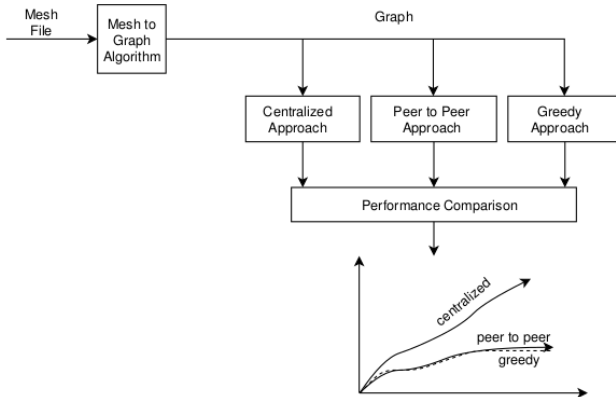 Mesh
File
Mesh to
Graph
Algorithm
Graph
Centralized
Approach
Peer to Peer
Approach
Greedy
Approach
Performance Comparison
centralized
peer to peer
greedy